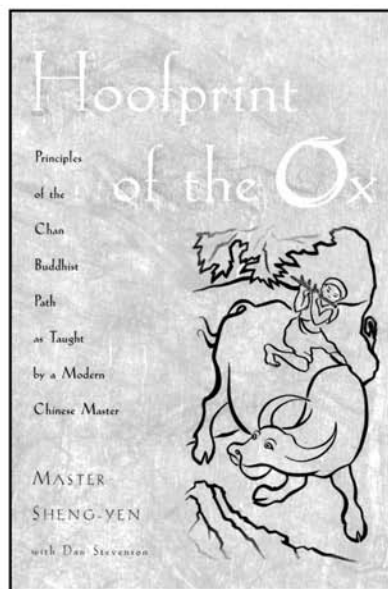 Hoofprint
of the Ox
Principles
of the
Chan
Buddhist
Path
as Taught
by a Modern
Chinese Master
MASTER
SHENG-YEN
with Dan Stevenson